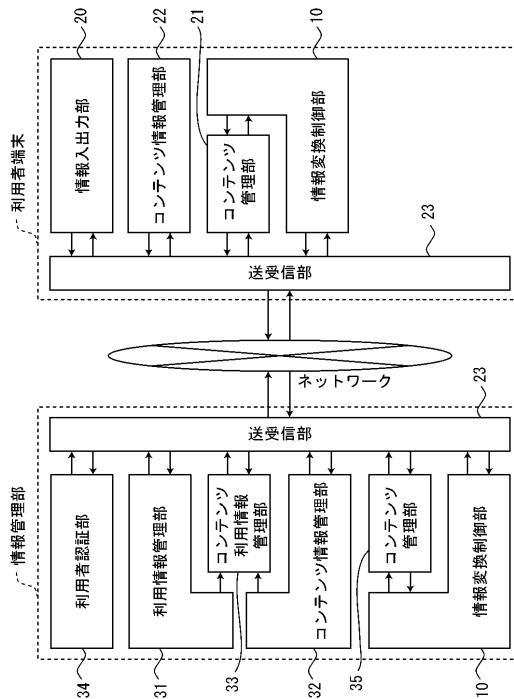 情報管理部
利用者認証部
34
利用情報管理部
31
コンテンツ
利用情報
管理部
33
コンテンツ情報管理部
32
コンテンツ
管理部
35
情報変換制御部
10
送受信部
23
ネットワーク
利用者端末
送受信部
23
情報入出力部
20
コンテンツ情報管理部
22
コンテンツ
管理部
21
情報変換制御部
10